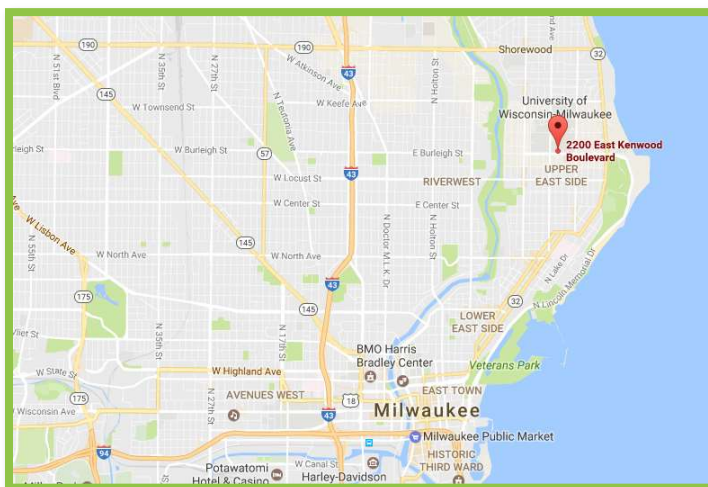 190
190
Shorewood
32
N 51st Blvd
N 35th St
N 27th St
W Atkinson Ave
43
N Holton St
145
W Townsend St
N Teutonia Ave
W Keefe Ave
University of
Wisconsin-Milwaukee
2200 East Kenwood
Boulevard
W Burleigh St
57
E Burleigh St
UPPER
EAST SIDE
W Locust St
43
RIVERWEST
W Center St
E Center St
W Lisbon Ave
N 55th St
145
W North Ave
W North Ave
N Doctor M.L.K. Dr
N Holton St
N Lake Dr
N Lincoln Memorial Dr
175
43
145
32
LOWER
EAST SIDE
N 35th St
N 17th St
BMO Harris
Bradley Center
Veterans Park
W State St
W Highland Ave
175
AVENUES WEST
18
EAST TOWN
N 27th St
Wisconsin Ave
43
Milwaukee
Milwaukee Public Market
94
HISTORIC
THIRD WARD
Potawatomi
Hotel & Casino
W Canal St
Harley-Davidson